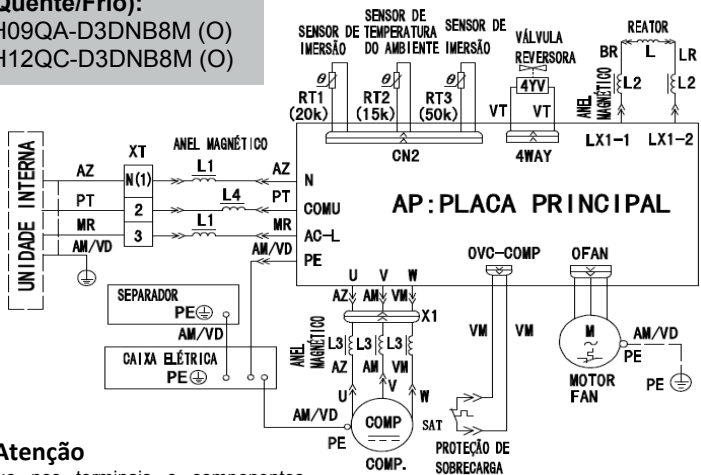 Quente/Frio):
H09QA-D3DNB8M (O)
H12QC-D3DNB8M (O)
SENSOR DE IMERSÃO
SENSOR DE TEMPERATURA DO AMBIENTE
SENSOR DE IMERSÃO
VÁLVULA REVERSORA
REATOR
BR L LR
ANEL MAGNÉTICO
L2 L2
RT1 (20k)
RT2 (15k)
RT3 (50k)
4YV
VT VT
CN2
4WAY
LX1-1 LX1-2
UNIDADE INTERNA
XT
ANEL MAGNÉTICO
AZ N(1) L1 AZ N
PT 2 L4 PT COMU
MR 3 L1 MR AC-L
AM/VD AM/VD PE
AP:PLACA PRINCIPAL
OVC-COMP
OFAN
U V W
AZ AM VM
X1
SEPARADOR
PE
AM/VD
CAIXA ELÉTRICA
PE
ANEL MAGNÉTICO
L3 L3 L3
AZ AM VM
U V W
VM VM
M
AM/VD
PE
MOTOR FAN
PE
AM/VD
PE
COMP
COMP.
SAT
PROTEÇÃO DE SOBRECARGA
Atenção